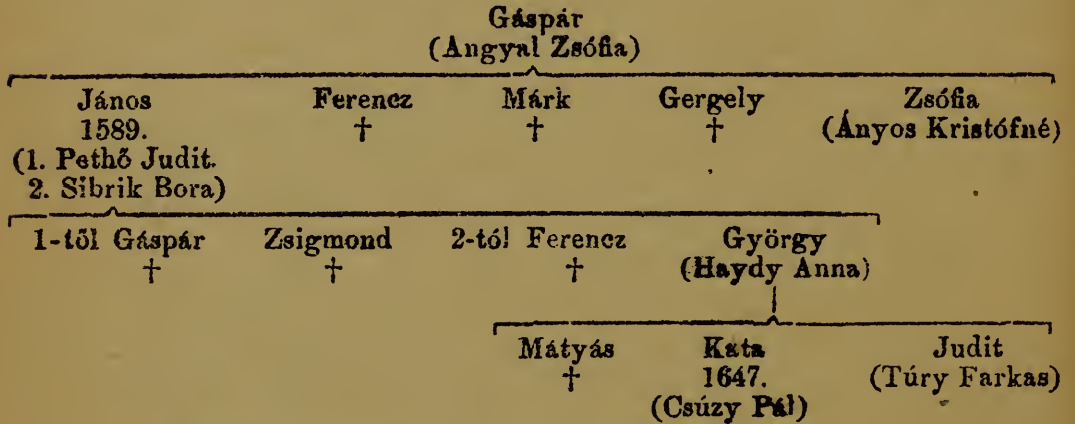 Gáspár
(Angyal Zsófia)
János Ferencz Márk Gergely Zsófia
1589. † † † (Ányos Kristófné)
(1. Pethő Judit.
2. Sibrik Bora)
1-től Gáspár Zsigmond 2-tól Ferencz György
† † † (Haydy Anna)
Mátyás Kata Judit
† 1647. (Túry Farkas)
(Csúzy Pál)